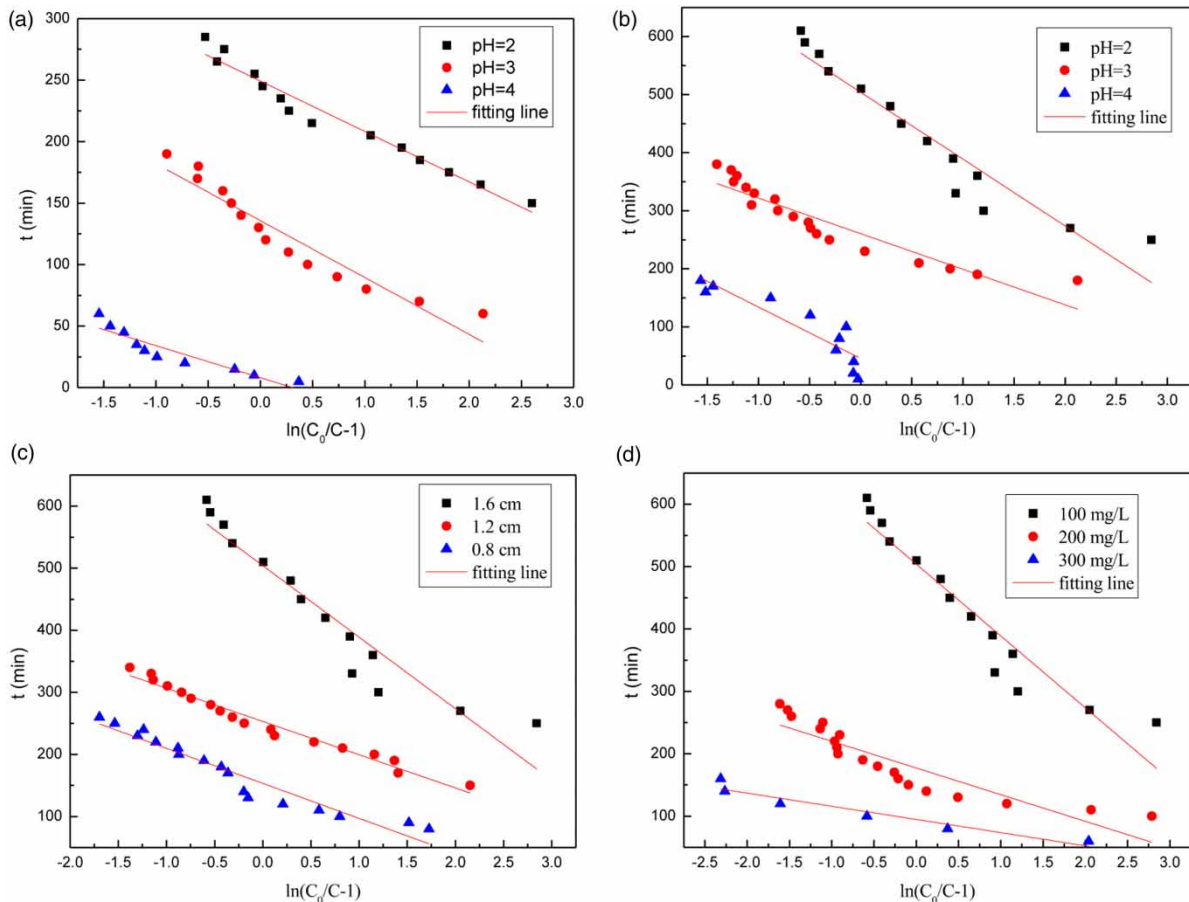 (a)
300
250
200
150
100
50
0
t (min)
pH=2
pH=3
pH=4
fitting line
-1.5 -1.0 -0.5 0.0 0.5 1.0 1.5 2.0 2.5 3.0
ln(C₀/C-1)
(b)
600
500
400
300
200
100
0
t (min)
pH=2
pH=3
pH=4
fitting line
-1.5 -1.0 -0.5 0.0 0.5 1.0 1.5 2.0 2.5 3.0
ln(C₀/C-1)
(c)
600
500
400
300
200
100
t (min)
1.6 cm
1.2 cm
0.8 cm
fitting line
-2.0 -1.5 -1.0 -0.5 0.0 0.5 1.0 1.5 2.0 2.5 3.0
ln(C₀/C-1)
(d)
600
500
400
300
200
100
t (min)
100 mg/L
200 mg/L
300 mg/L
fitting line
-2.5 -2.0 -1.5 -1.0 -0.5 0.0 0.5 1.0 1.5 2.0 2.5 3.0
ln(C₀/C-1)